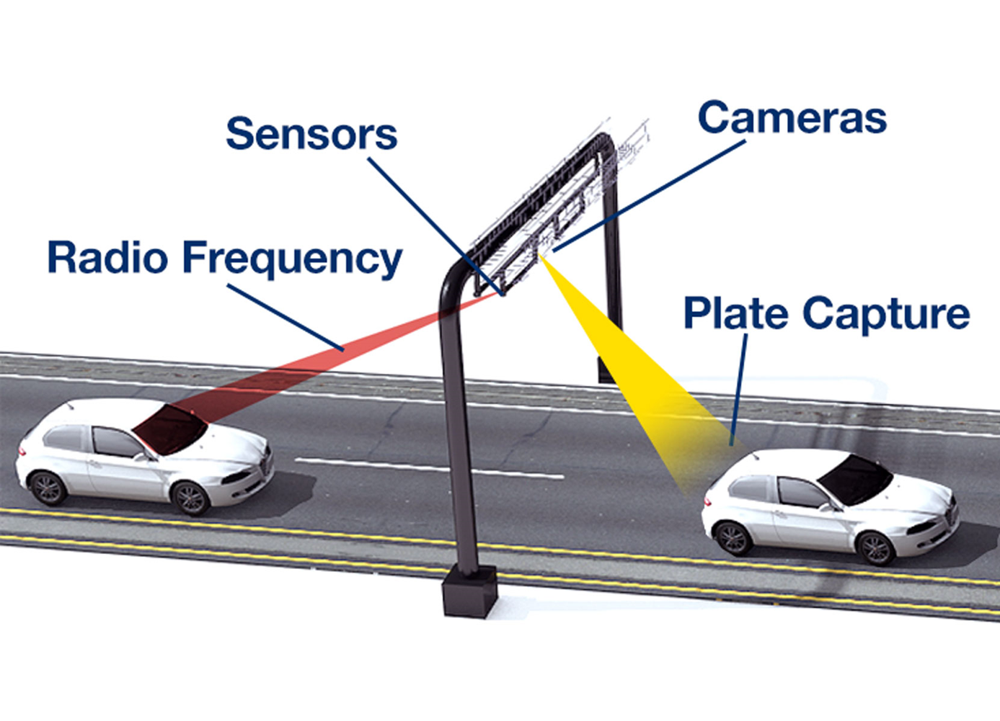 Cameras
Sensors
Radio Frequency
Plate Capture